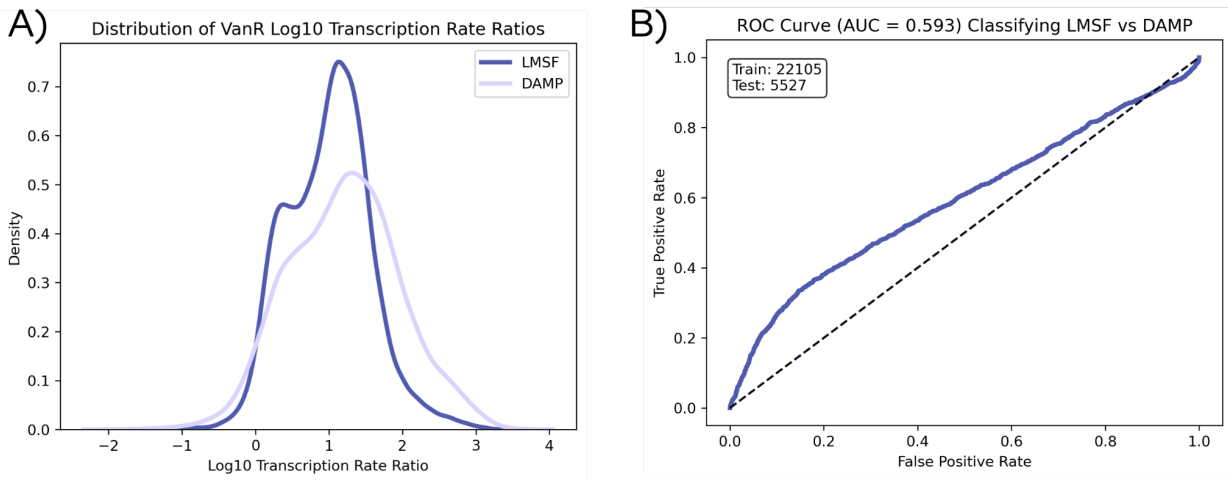 A)
Distribution of VanR Log10 Transcription Rate Ratios
LMSF
DAMP
0.7
0.6
0.5
0.4
0.3
0.2
0.1
0.0
Density
−2
−1
0
1
2
3
4
Log10 Transcription Rate Ratio
B)
ROC Curve (AUC = 0.593) Classifying LMSF vs DAMP
Train: 22105
Test: 5527
1.0
0.8
0.6
0.4
0.2
0.0
True Positive Rate
0.0
0.2
0.4
0.6
0.8
1.0
False Positive Rate